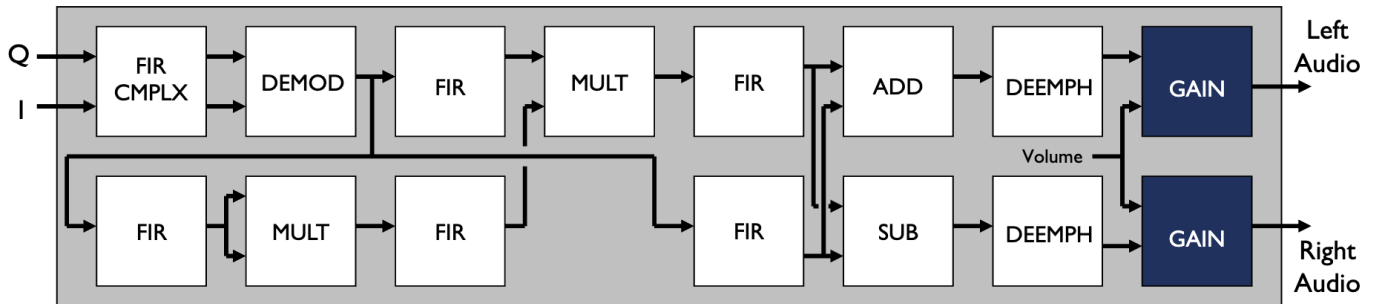 Q
I
FIR
CMPLX
DEMOD
FIR
MULT
FIR
ADD
DEEMPH
GAIN
Left
Audio
Volume
FIR
MULT
FIR
FIR
SUB
DEEMPH
GAIN
Right
Audio